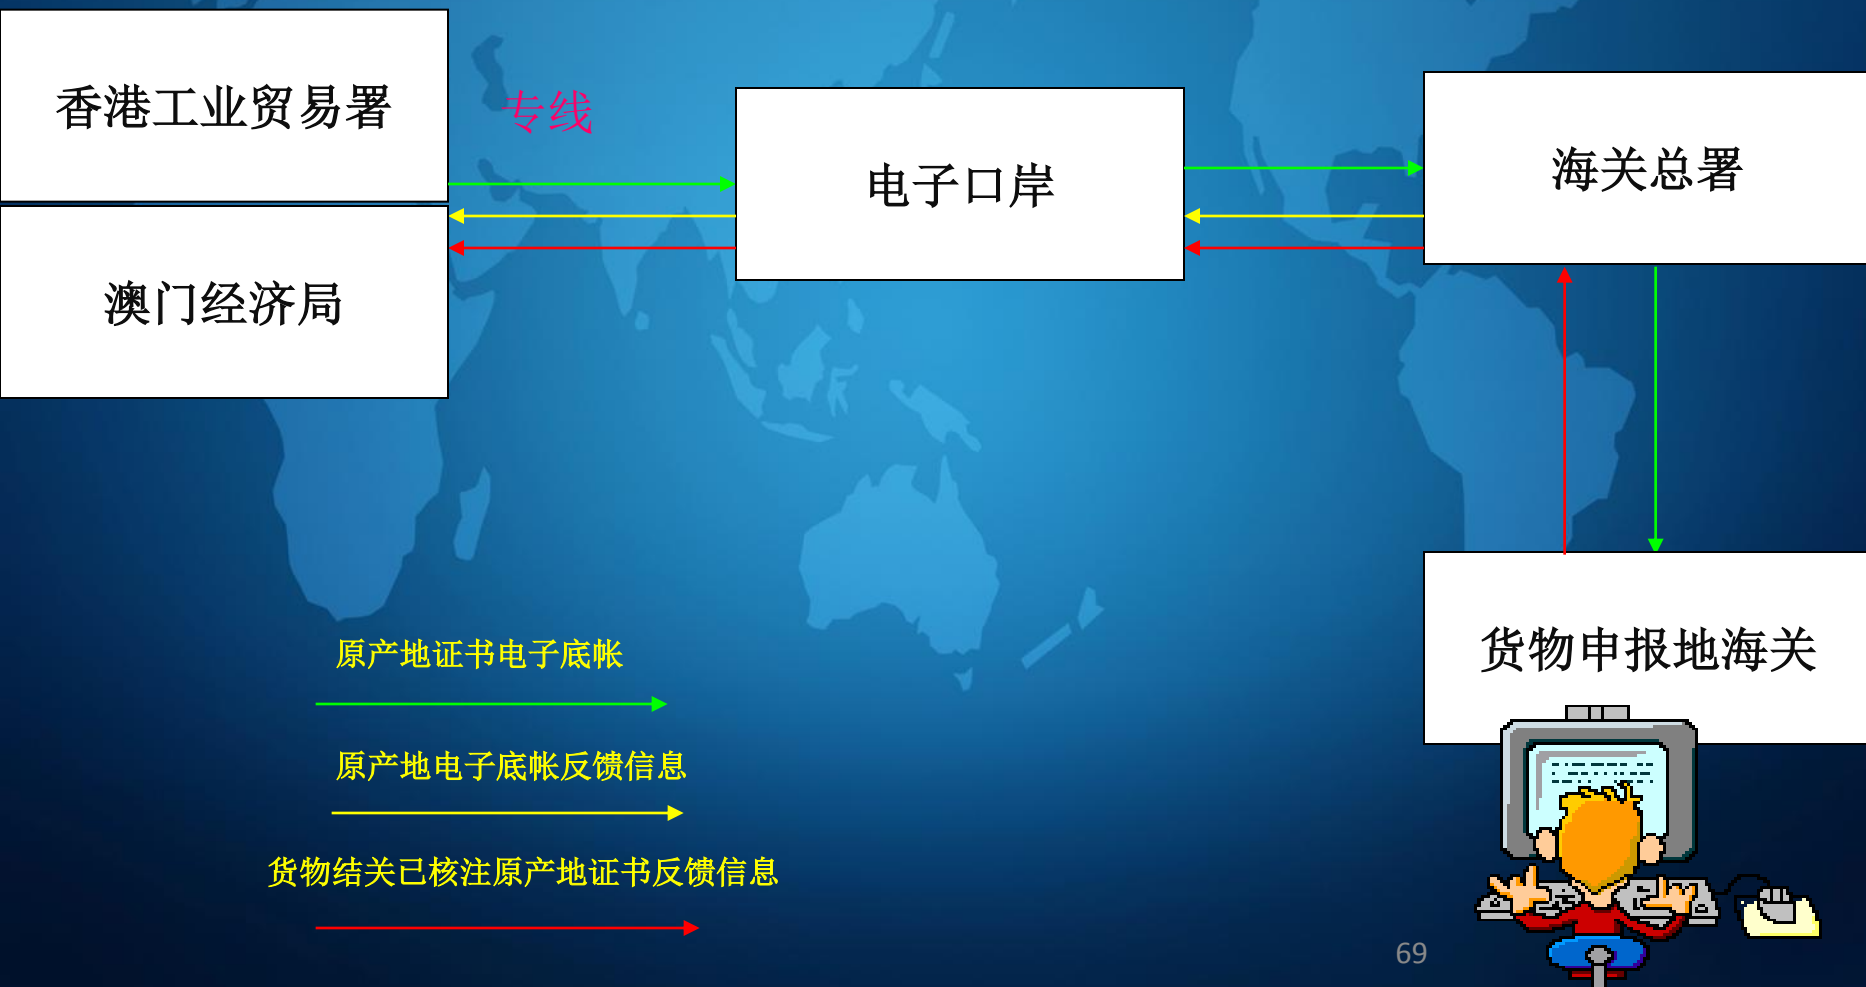 香港工业贸易署
专线
电子口岸
海关总署
澳门经济局
货物申报地海关
原产地证书电子底帐
原产地电子底帐反馈信息
货物结关已核注原产地证书反馈信息
69